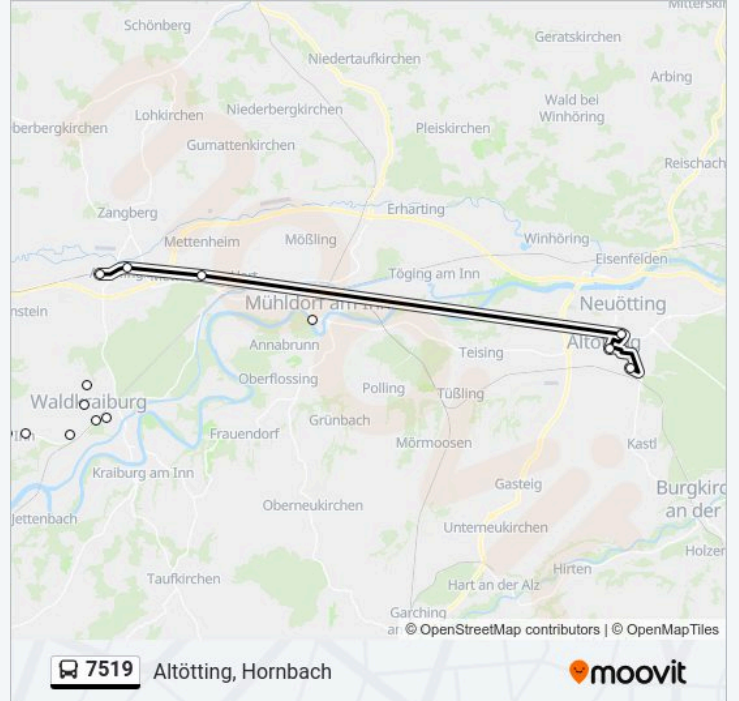 Mitterskir
Schönberg
Geratskirchen
Niedertaufkirchen
Arbing
Lohkirchen
Niederbergkirchen
Wald bei
Winhöring
berbergkirchen
Pleiskirchen
Gumattenkirchen
Reischach
Zangberg
Erharting
Mettenheim
Mößling
Winhöring
Eisenfelden
Töging am Inn
Neuötting
nstein
Mühldorf am Inn
Annabrunn
Teising
Oberflossing
Polling
Tüßling
Waldkraiburg
Grünbach
Frauendorf
Mörmoosen
Kastl
Kraiburg am Inn
Gasteig
Burgkirc
an der
Oberneukirchen
Jettenbach
Unterneukirchen
Holzen
Hirten
Taufkirchen
Hart an der Alz
Garching
© OpenStreetMap contributors | © OpenMapTiles
7519 Altötting, Hornbach
moovit